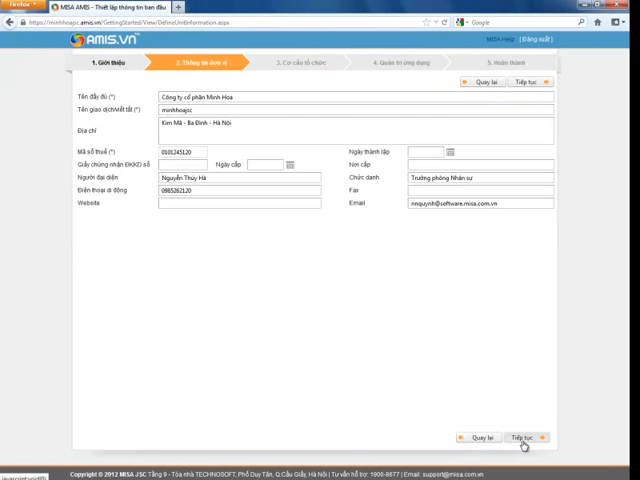 Firefox
MISA AMIS - Thiết lập thông tin ban đầu
https://minhhoajsc.amis.vn/GettingStarted/View/DefineUnitInformation.aspx
Google
AMIS.VN
MISA Help [Đăng xuất]
1. Giới thiệu 2. Thông tin đơn vị 3. Cơ cấu tổ chức 4. Quản trị ứng dụng 5. Hoàn thành
Quay lại Tiếp tục
Tên đầy đủ (*) Công ty cổ phần Minh Hoa
Tên giao dịch/viết tắt (*) minhhoajsc
Địa chỉ Kim Mã - Ba Đình - Hà Nội
Mã số thuế (*) 0101245120 Ngày thành lập
Giấy chứng nhận ĐKKD số Ngày cấp Nơi cấp
Người đại diện Nguyễn Thúy Hà Chức danh Trưởng phòng Nhân sự
Điện thoại di động 0985262120 Fax
Website Email nnquynh@software.misa.com.vn
Quay lại Tiếp tục
Copyright © 2012 MISA JSC Tầng 9 - Tòa nhà TECHNOSOFT, Phố Duy Tân, Q.Cầu Giấy, Hà Nội | Tư vấn hỗ trợ: 1900-8677 | Email: support@misa.com.vn